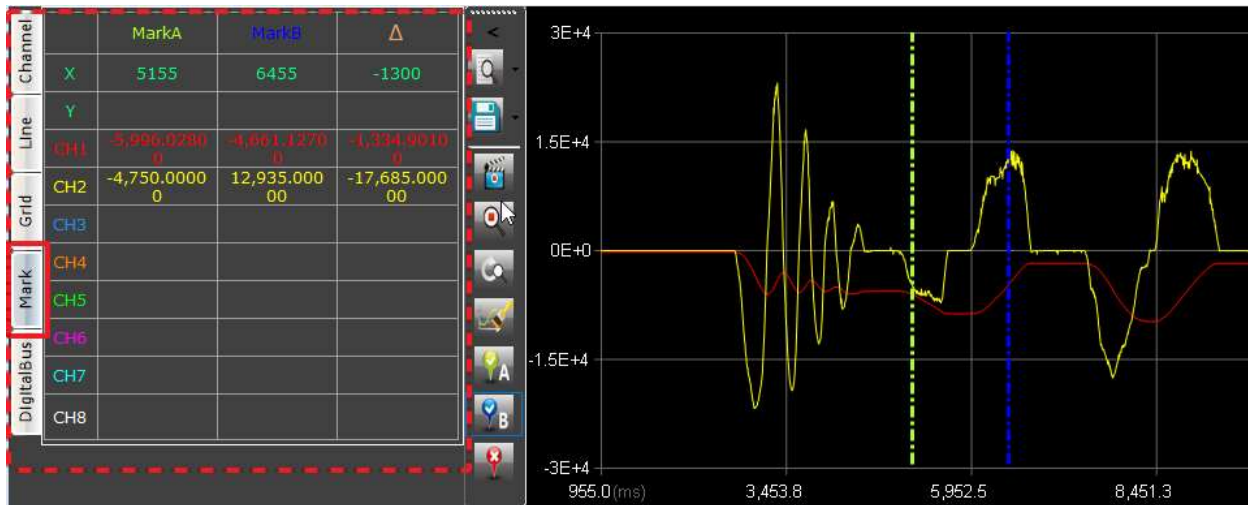 Channel
LIne
GrId
Mark
DIgItalBus
MarkA MarkB Δ
X 5155 6455 -1300
Y
CH1 -5,996.0280 -4,661.1270 -1,334.9010
0 0 0
CH2 -4,750.0000 12,935.000 -17,685.000
0 00 00
CH3
CH4
CH5
CH6
CH7
CH8
<
A
B
3E+4
1.5E+4
0E+0
-1.5E+4
-3E+4
955.0(ms) 3,453.8 5,952.5 8,451.3